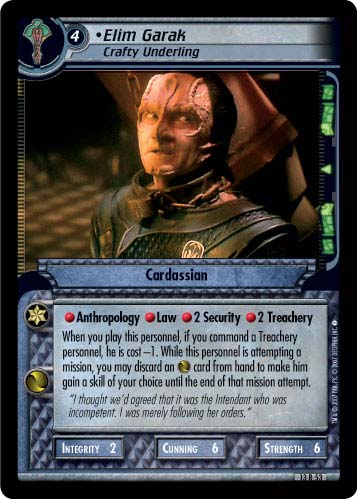 4
•Elim Garak
Crafty Underling
Cardassian
Anthropology Law 2 Security 2 Treachery
When you play this personnel, if you command a Treachery
personnel, he is cost –1. While this personnel is attempting a
mission, you may discard an card from hand to make him
gain a skill of your choice until the end of that mission attempt.
"I thought we'd agreed that it was the Intendant who was
incompetent. I was merely following her orders."
INTEGRITY 2 CUNNING 6 STRENGTH 6
13 R 53